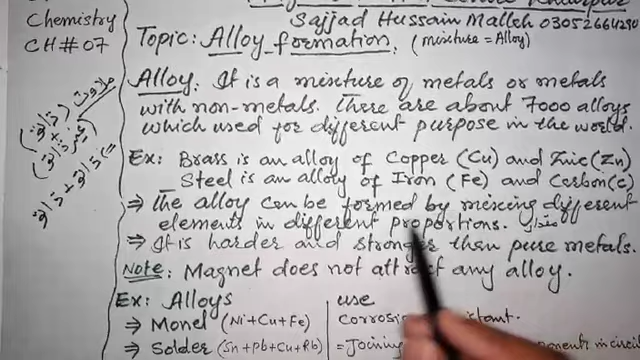 Chemistry
CH#07
Sajjad Hussain Malleh
Topic: Alloy formation. (mixture = Alloy)
Alloy: It is a mixture of metals or metals
with non-metals. There are about 7000 alloys
which used for different purpose in the world.
Ex: Brass is an alloy of Copper (Cu) and Zinc (Zn)
Steel is an alloy of Iron (Fe) and Carbon(c)
⇒ The alloy can be formed by mixing different
elements in different proportions. مقدار
⇒ It is harder and stronger than pure metals.
Note: Magnet does not attract any alloy.
Ex: Alloys use
⇒ Monel (Ni+Cu+Fe)
⇒ Solder (Sn+Pb+Cu+Rb) =Joining